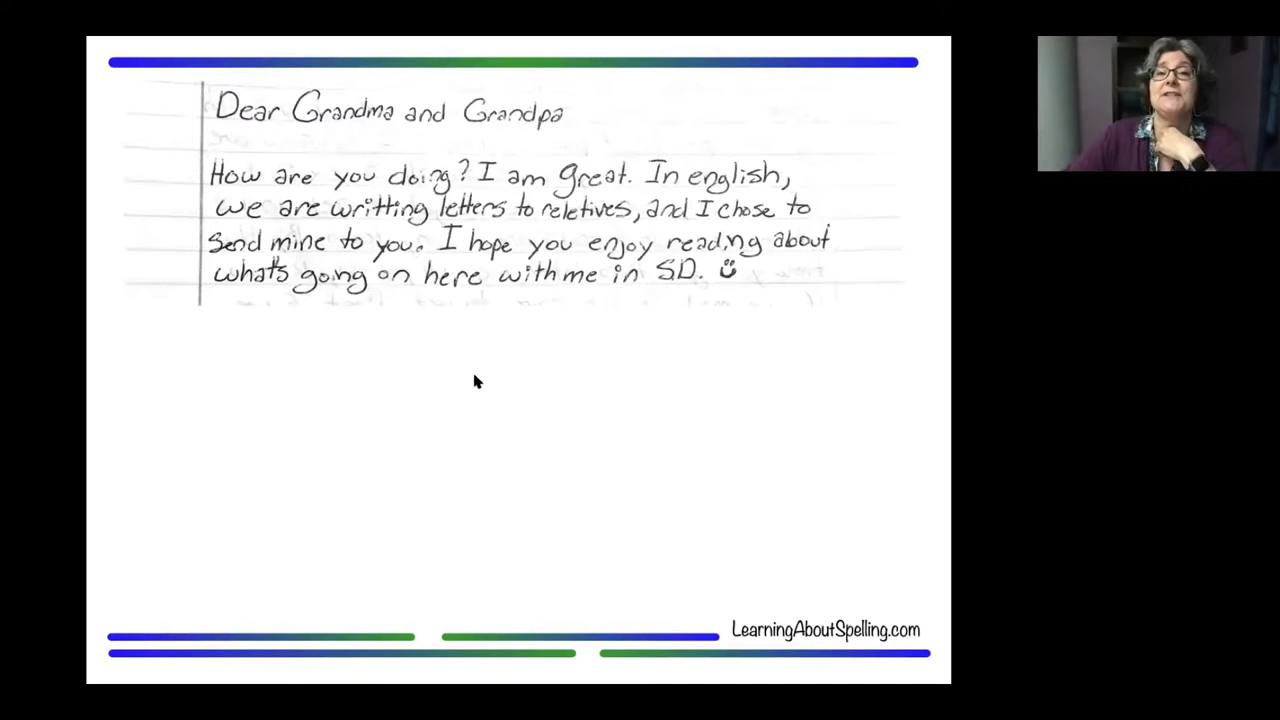 Dear Grandma and Grandpa
How are you doing? I am great. In english,
we are writting letters to reletives, and I chose to
send mine to you. I hope you enjoy reading about
what's going on here with me in SD.
LearningAboutSpelling.com